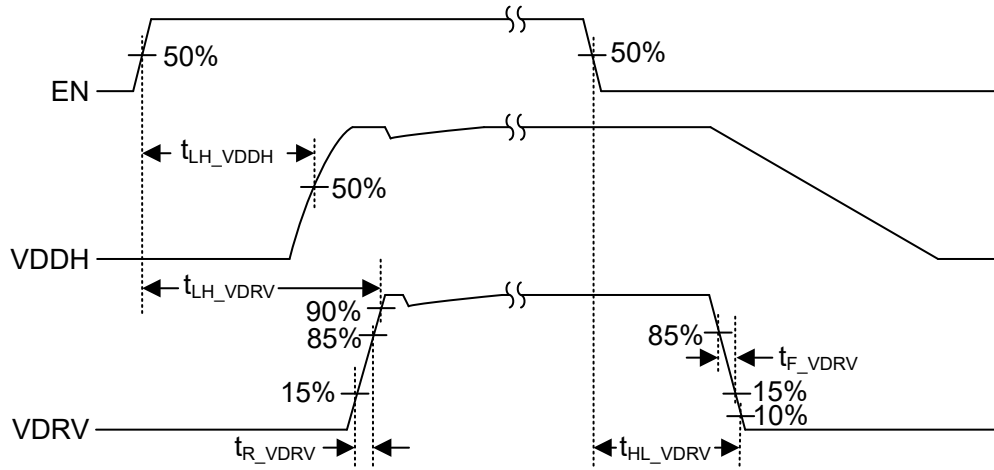 50%
50%
EN
tLH_VDDH
50%
VDDH
tLH_VDRV
90%
85%
85%
tF_VDRV
15%
15%
10%
VDRV
tR_VDRV
tHL_VDRV